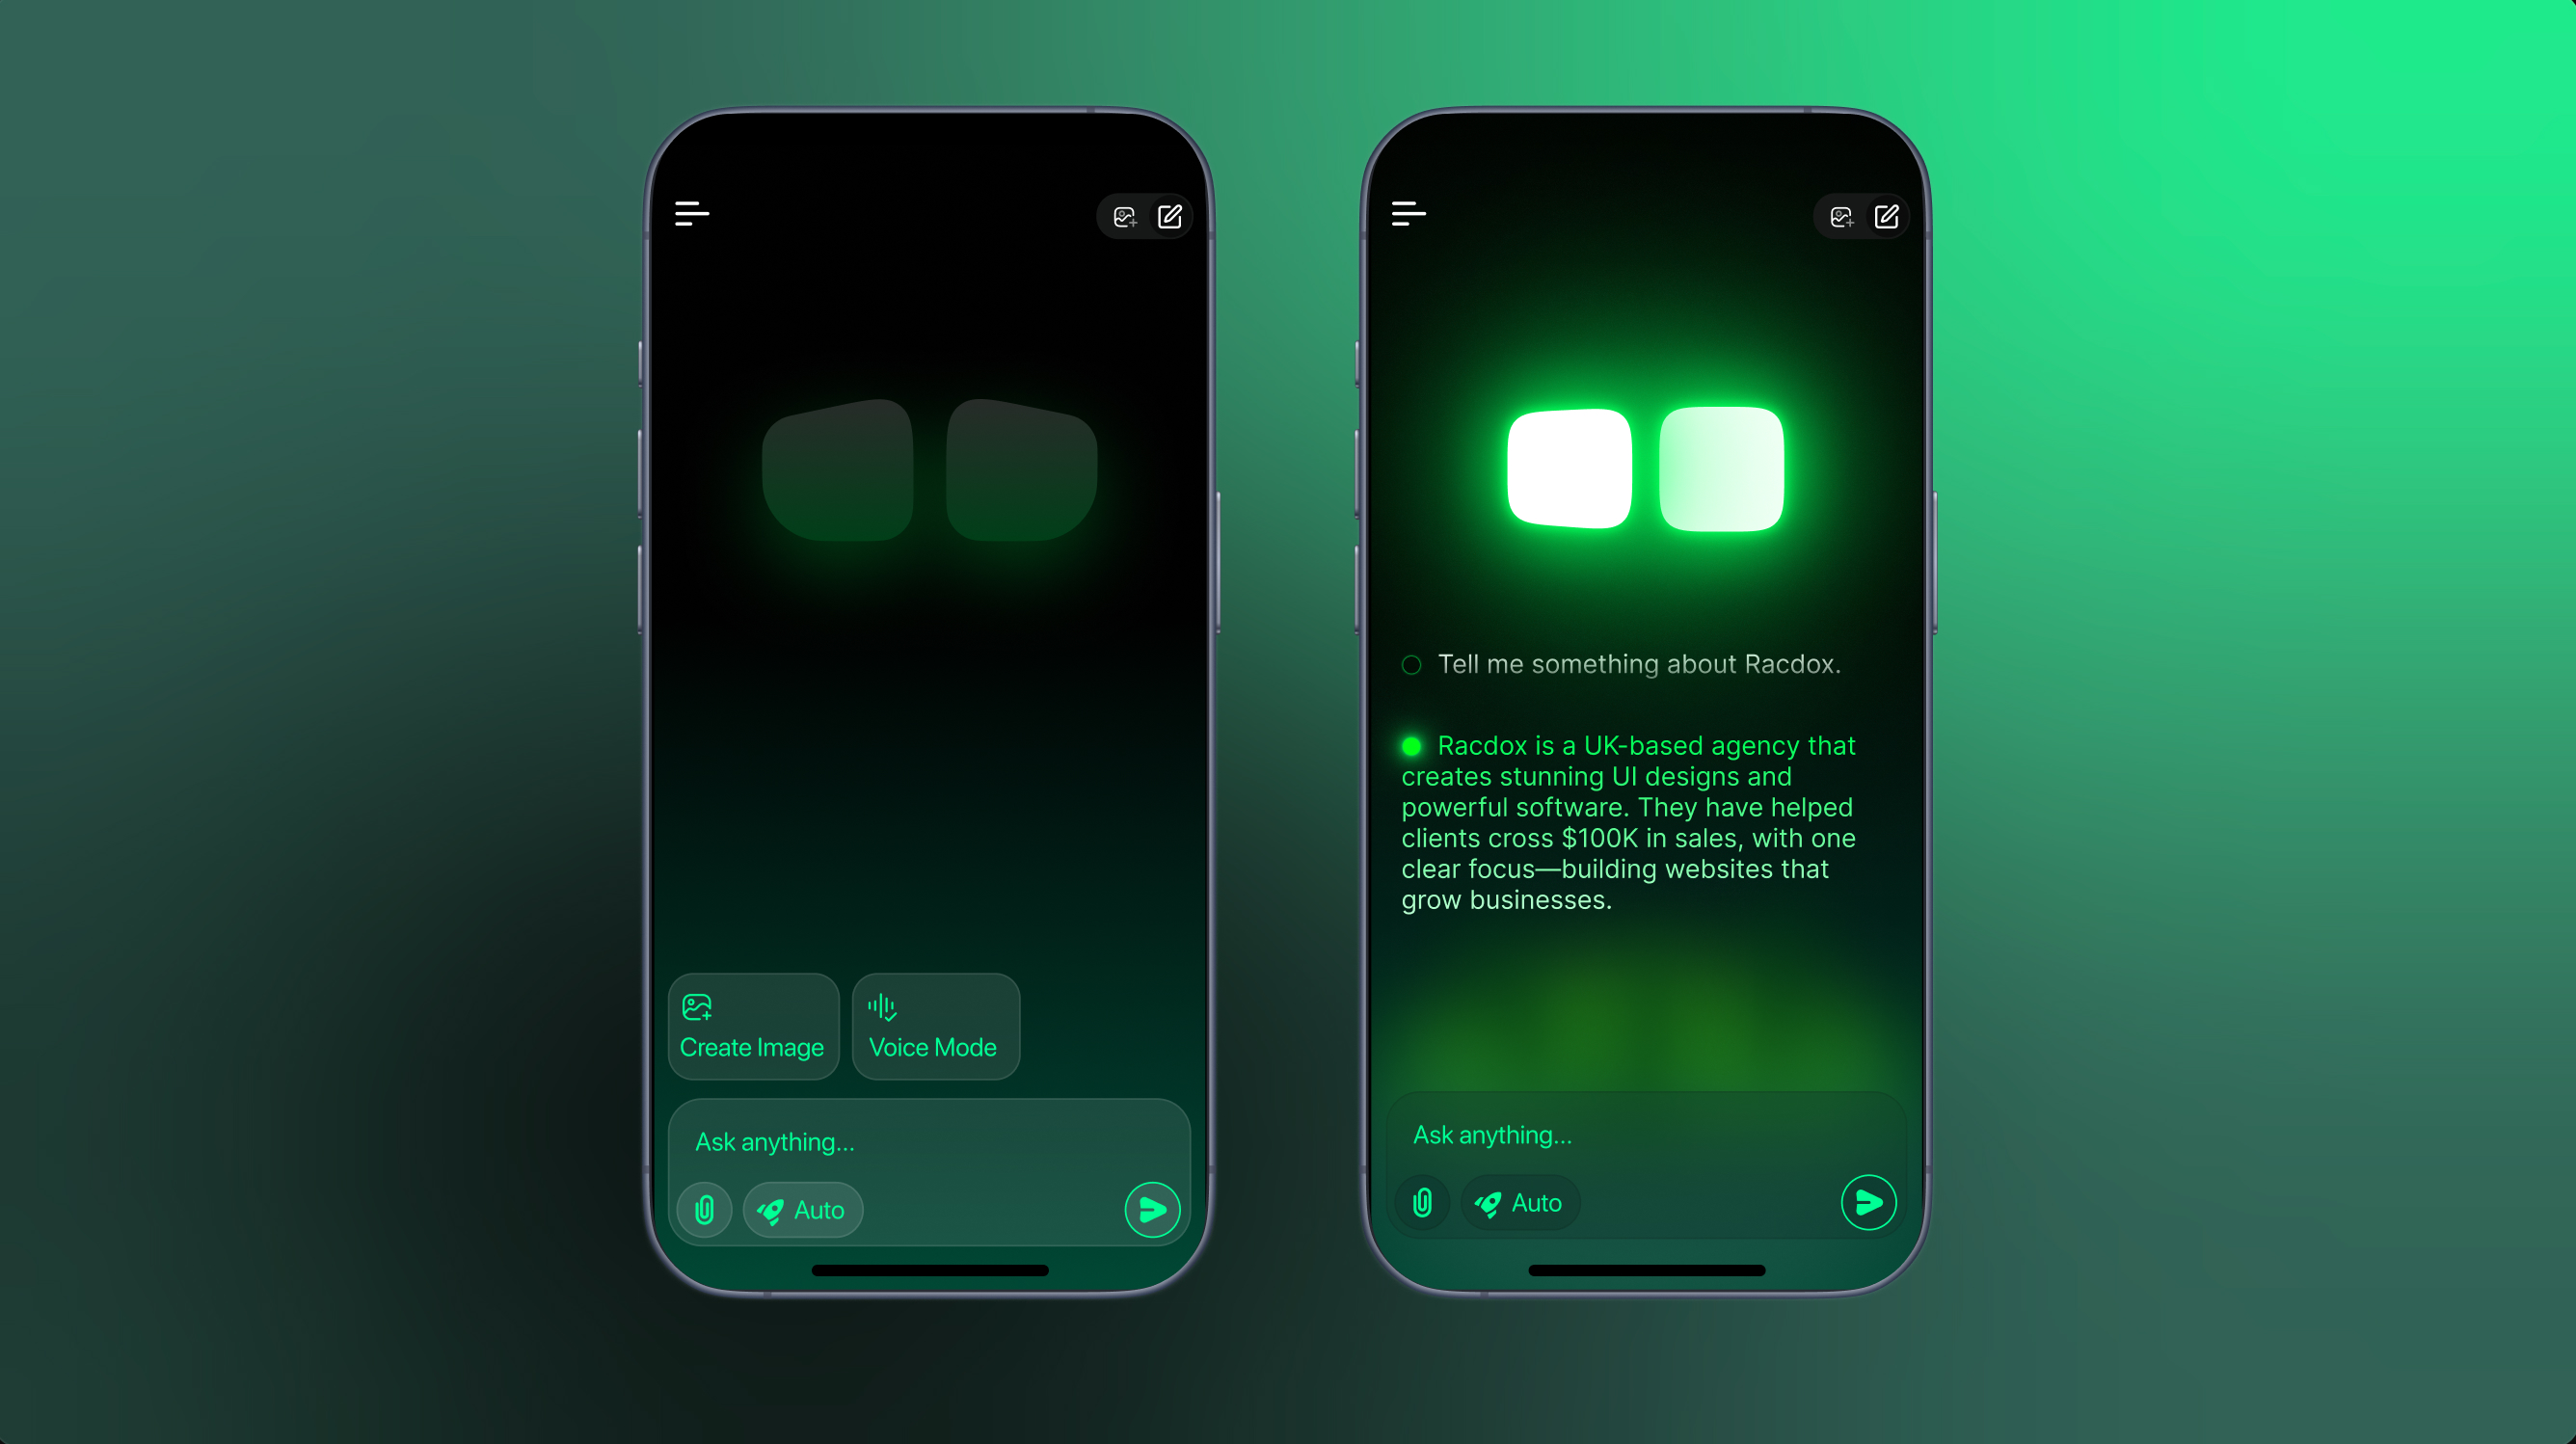 Create Image
Voice Mode
Ask anything...
Auto
Tell me something about Racdox.
Racdox is a UK-based agency that
creates stunning UI designs and
powerful software. They have helped
clients cross $100K in sales, with one
clear focus—building websites that
grow businesses.
Ask anything...
Auto